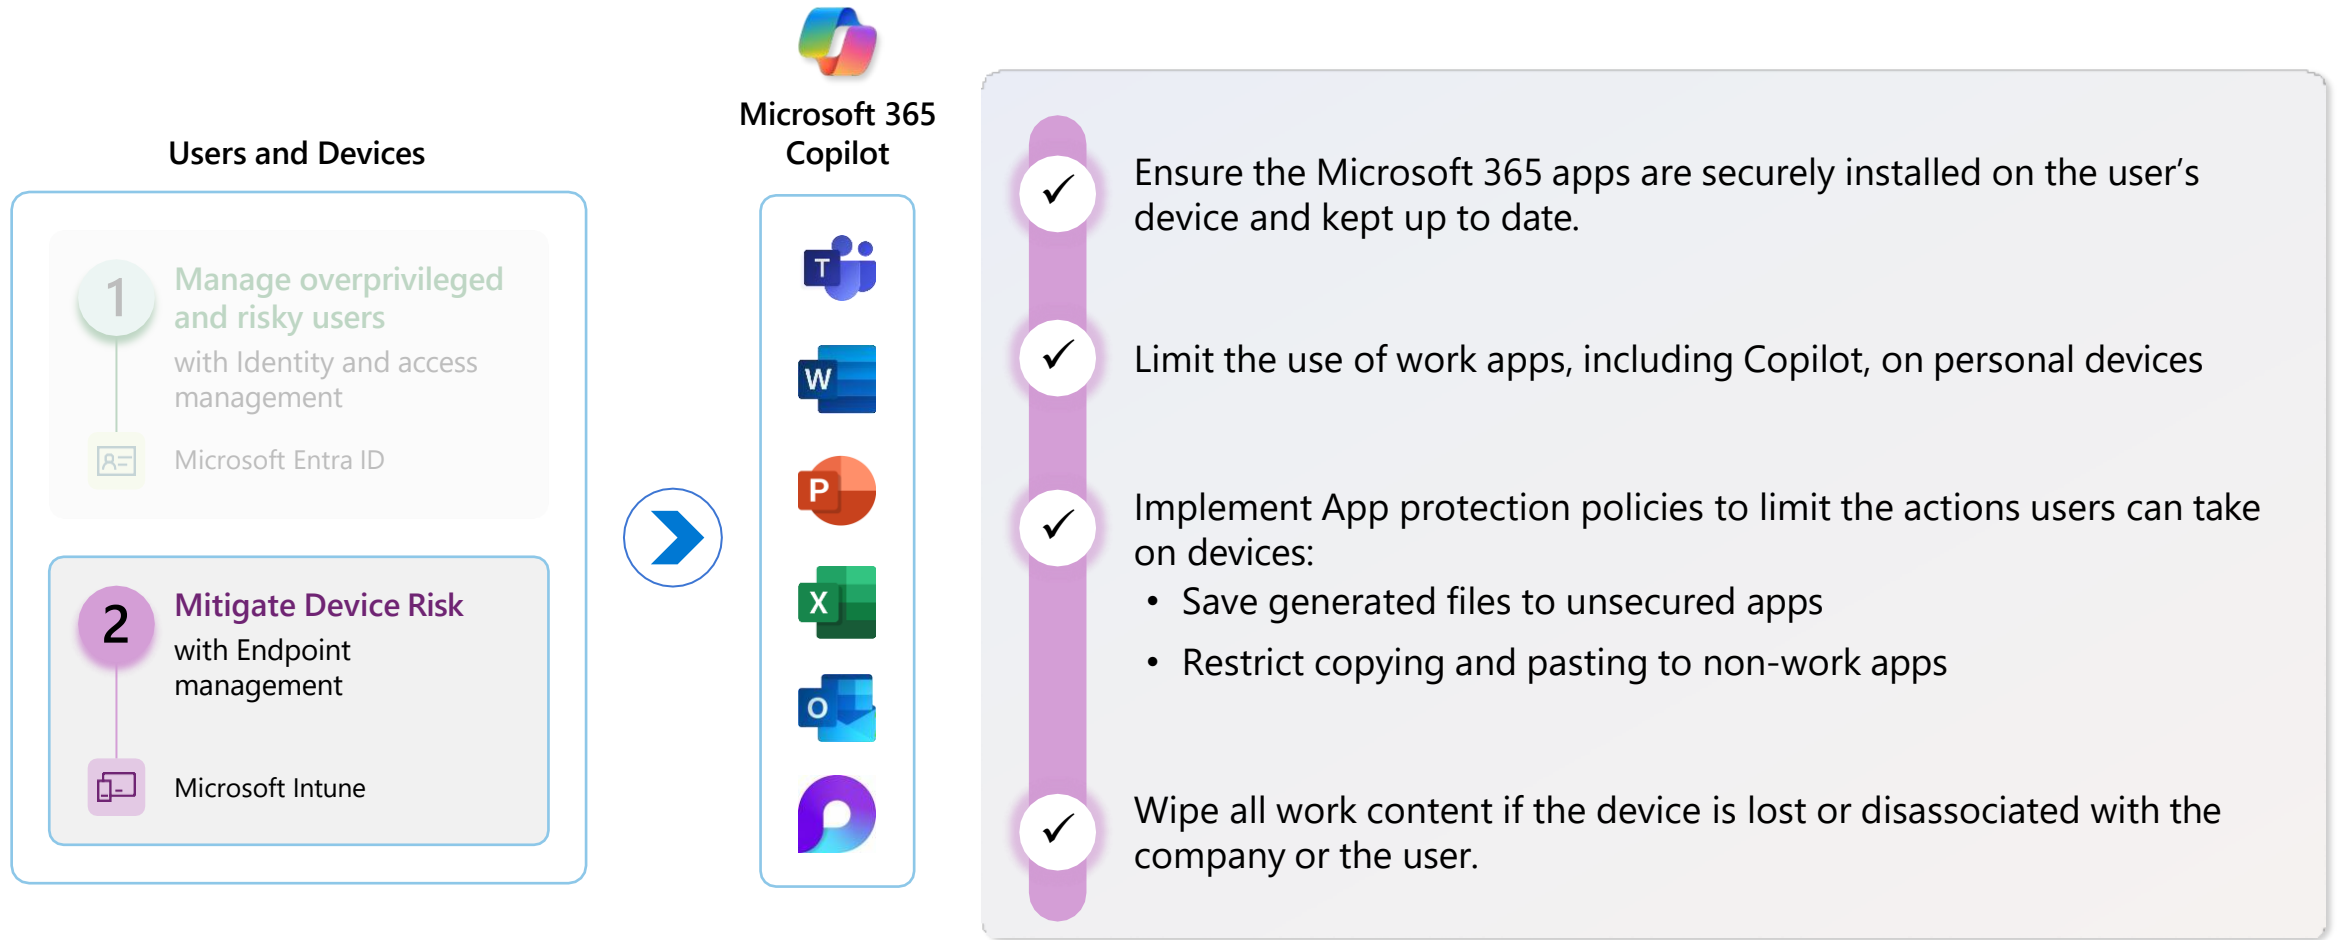 Users and Devices
1
Manage overprivileged
and risky users
with Identity and access
management
Microsoft Entra ID
2
Mitigate Device Risk
with Endpoint
management
Microsoft Intune
Microsoft 365
Copilot
T
W
P
X
O
Ensure the Microsoft 365 apps are securely installed on the user’s
device and kept up to date.
Limit the use of work apps, including Copilot, on personal devices
Implement App protection policies to limit the actions users can take
on devices:
• Save generated files to unsecured apps
• Restrict copying and pasting to non-work apps
Wipe all work content if the device is lost or disassociated with the
company or the user.